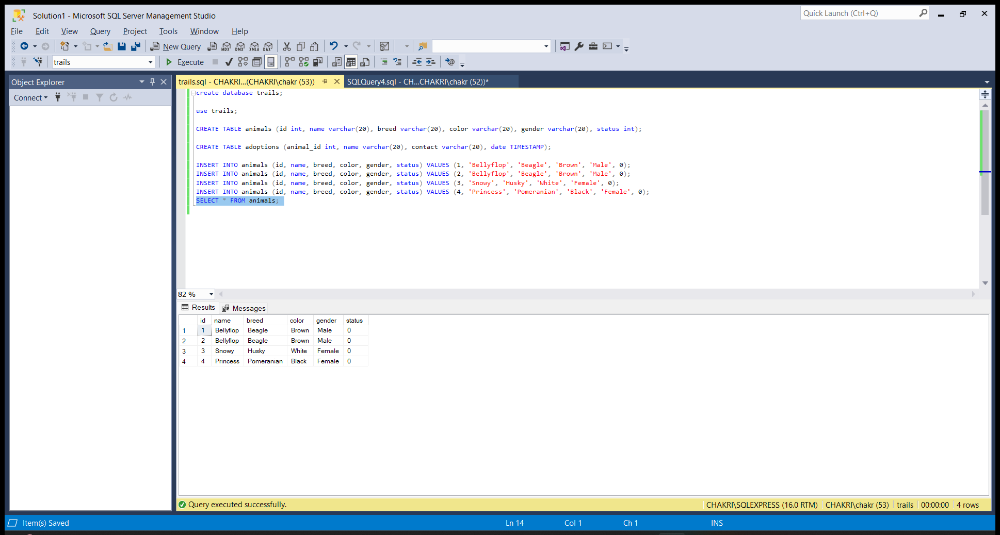 Solution1 - Microsoft SQL Server Management Studio
Quick Launch (Ctrl+Q)
File Edit View Query Project Tools Window Help
New Query MDX DMX XMLA DAX
trails Execute
Object Explorer
Connect
trails.sql - CHAKRI...(CHAKRI\chakr (53)) SQLQuery4.sql - CH...CHAKRI\chakr (52))*
create database trails;
use trails;
CREATE TABLE animals (id int, name varchar(20), breed varchar(20), color varchar(20), gender varchar(20), status int);
CREATE TABLE adoptions (animal_id int, name varchar(20), contact varchar(20), date TIMESTAMP);
INSERT INTO animals (id, name, breed, color, gender, status) VALUES (1, 'Bellyflop', 'Beagle', 'Brown', 'Male', 0);
INSERT INTO animals (id, name, breed, color, gender, status) VALUES (2, 'Bellyflop', 'Beagle', 'Brown', 'Male', 0);
INSERT INTO animals (id, name, breed, color, gender, status) VALUES (3, 'Snowy', 'Husky', 'White', 'Female', 0);
INSERT INTO animals (id, name, breed, color, gender, status) VALUES (4, 'Princess', 'Pomeranian', 'Black', 'Female', 0);
SELECT * FROM animals;
82 %
Results Messages
id name breed color gender status
1 1 Bellyflop Beagle Brown Male 0
2 2 Bellyflop Beagle Brown Male 0
3 3 Snowy Husky White Female 0
4 4 Princess Pomeranian Black Female 0
Query executed successfully. CHAKRI\SQLEXPRESS (16.0 RTM) CHAKRI\chakr (53) trails 00:00:00 4 rows
Item(s) Saved Ln 14 Col 1 Ch 1 INS